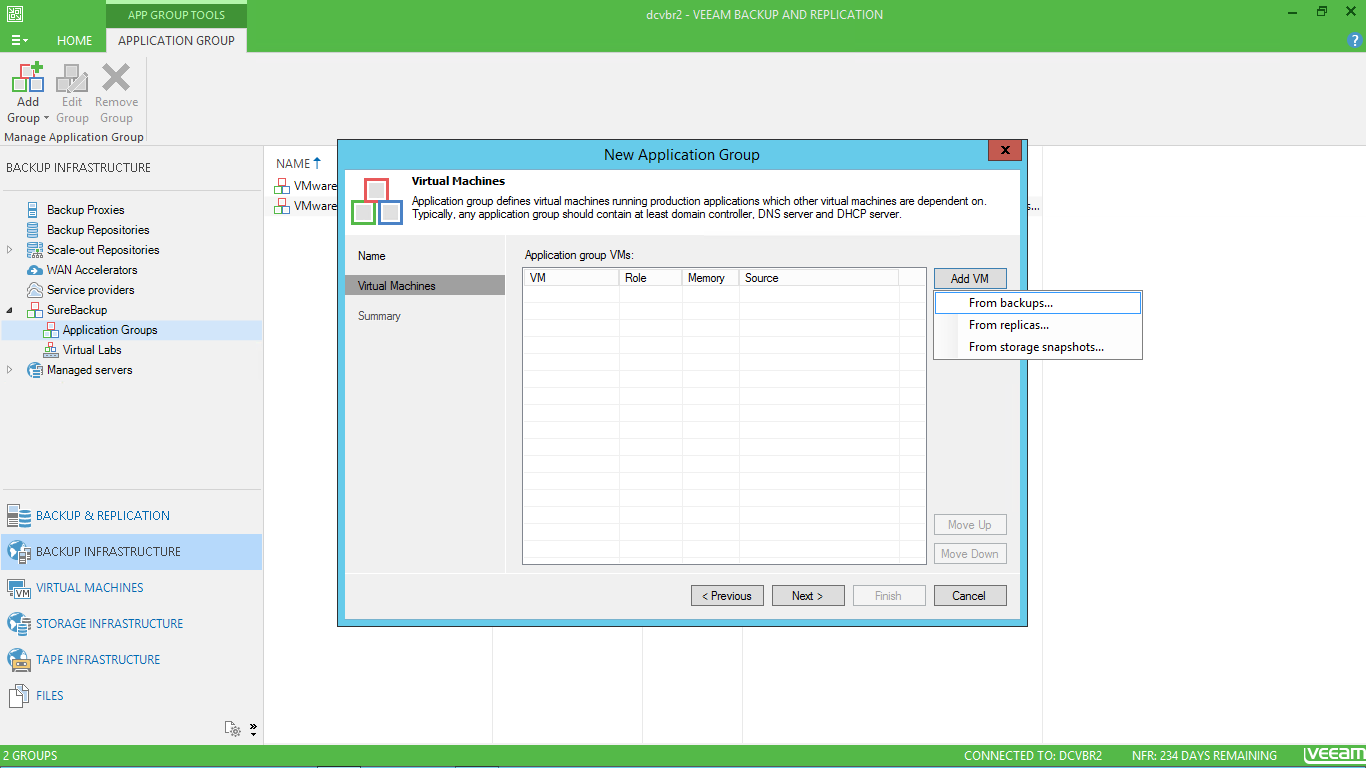 APP GROUP TOOLS
dcvbr2 - VEEAM BACKUP AND REPLICATION
HOME
APPLICATION GROUP
?
Add
Group
Edit
Group
Remove
Group
Manage Application Group
BACKUP INFRASTRUCTURE
Backup Proxies
Backup Repositories
Scale-out Repositories
WAN Accelerators
Service providers
SureBackup
Application Groups
Virtual Labs
Managed servers
BACKUP & REPLICATION
BACKUP INFRASTRUCTURE
VM
VIRTUAL MACHINES
STORAGE INFRASTRUCTURE
TAPE INFRASTRUCTURE
FILES
NAME
VMware
VMware
s...
New Application Group
X
Virtual Machines
Application group defines virtual machines running production applications which other virtual machines are dependent on.
Typically, any application group should contain at least domain controller, DNS server and DHCP server.
Name
Virtual Machines
Summary
Application group VMs:
VM Role Memory Source
Add VM
From backups...
From replicas...
From storage snapshots...
Move Up
Move Down
< Previous
Next >
Finish
Cancel
2 GROUPS
CONNECTED TO: DCVBR2
NFR: 234 DAYS REMAINING
veeam